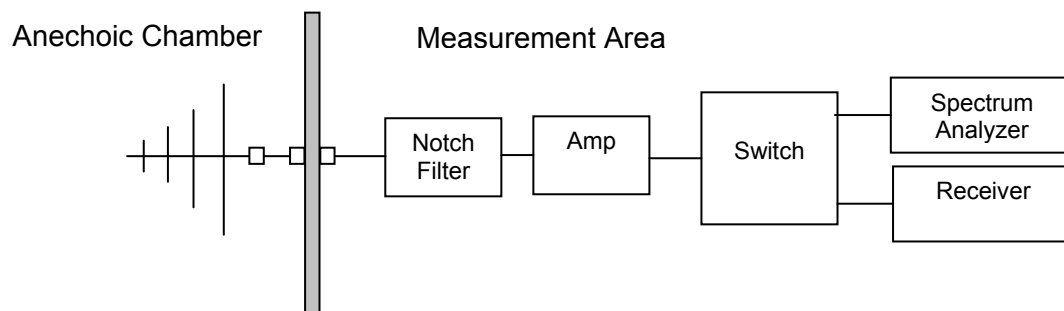 Anechoic Chamber
Measurement Area
Notch
Filter
Amp
Switch
Spectrum
Analyzer
Receiver